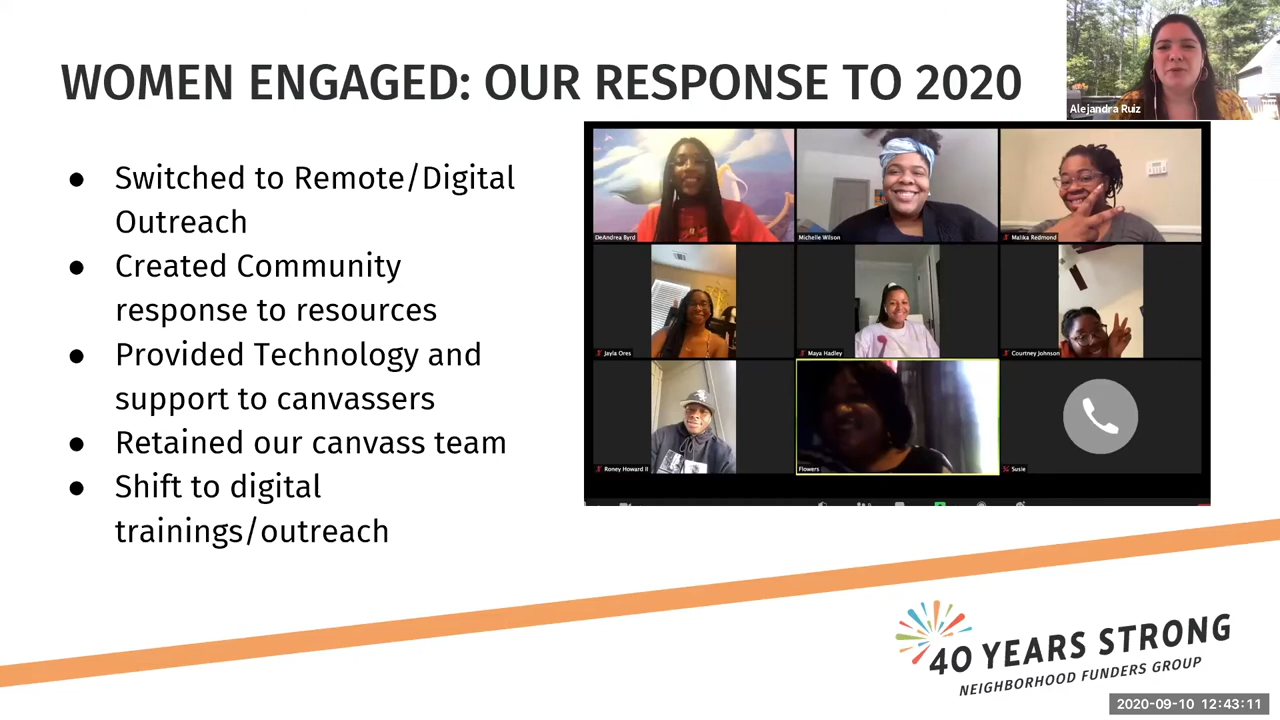 WOMEN ENGAGED: OUR RESPONSE TO 2020
Alejandra Ruiz
● Switched to Remote/Digital
Outreach
● Created Community
response to resources
● Provided Technology and
support to canvassers
● Retained our canvass team
● Shift to digital
trainings/outreach
DeAndrea Byrd
Michelle Wilson
Malika Redmond
Jayla Ores
Maya Hadley
Courtney Johnson
Roney Howard II
Flowers
Susie
40 YEARS STRONG
NEIGHBORHOOD FUNDERS GROUP
2020-09-10 12:43:11